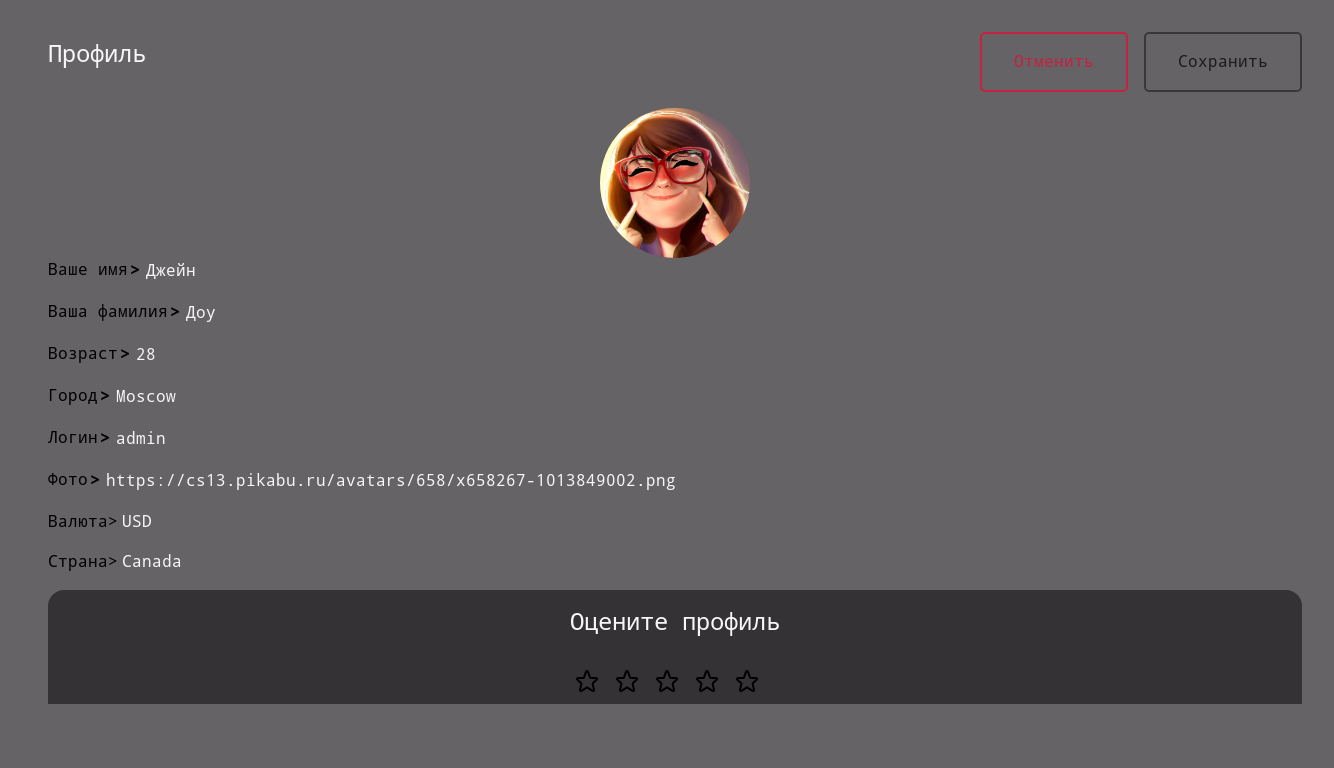 Профиль
Отменить
Сохранить
Ваше имя> Джейн
Ваша фамилия> Доу
Возраст> 28
Город> Moscow
Логин> admin
Фото> https://cs13.pikabu.ru/avatars/658/x658267-1013849002.png
Валюта> USD
Страна> Canada
Оцените профиль